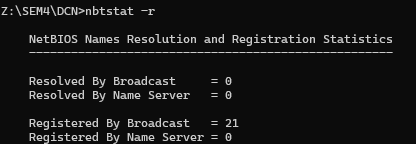 Z:\SEM4\DCN>nbtstat -r
NetBIOS Names Resolution and Registration Statistics
----------------------------------------------------
Resolved By Broadcast = 0
Resolved By Name Server = 0
Registered By Broadcast = 21
Registered By Name Server = 0